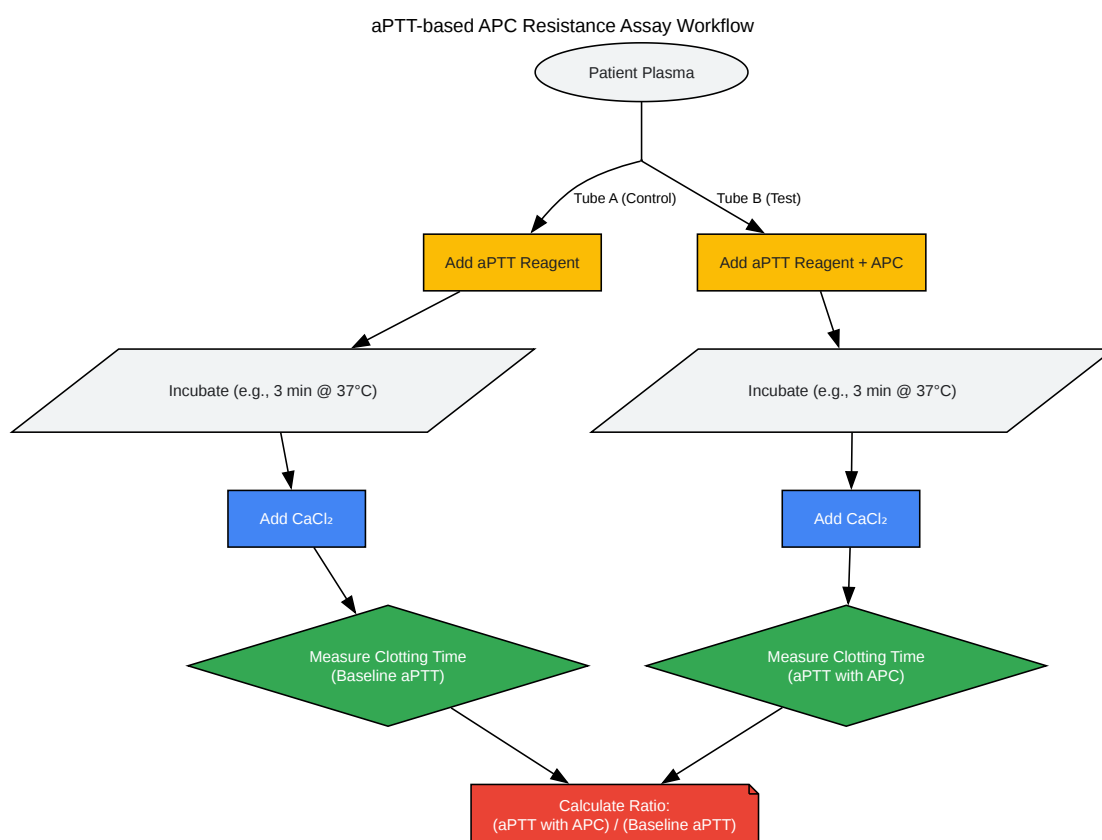 aPTT-based APC Resistance Assay Workflow
Patient Plasma
Tube A (Control)
Tube B (Test)
Add aPTT Reagent
Add aPTT Reagent + APC
Incubate (e.g., 3 min @ 37°C)
Incubate (e.g., 3 min @ 37°C)
Add CaCl₂
Add CaCl₂
Measure Clotting Time
(Baseline aPTT)
Measure Clotting Time
(aPTT with APC)
Calculate Ratio:
(aPTT with APC) / (Baseline aPTT)